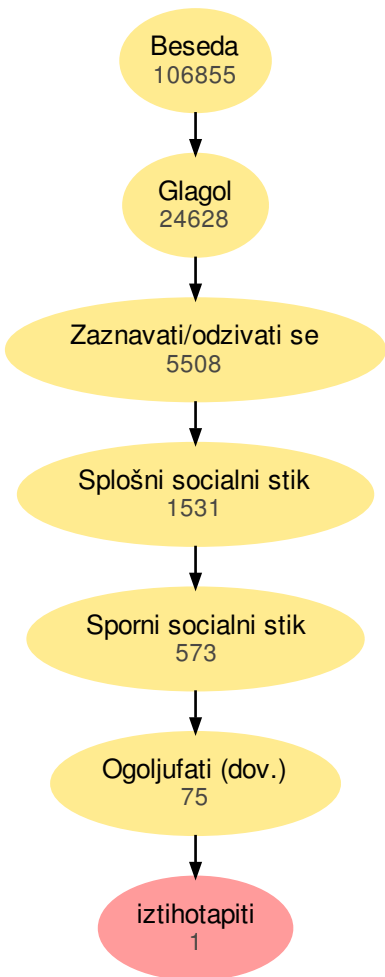 Beseda
106855
Glagol
24628
Zaznavati/odzivati se
5508
Splošni socialni stik
1531
Sporni socialni stik
573
Ogoljufati (dov.)
75
iztihotapiti
1